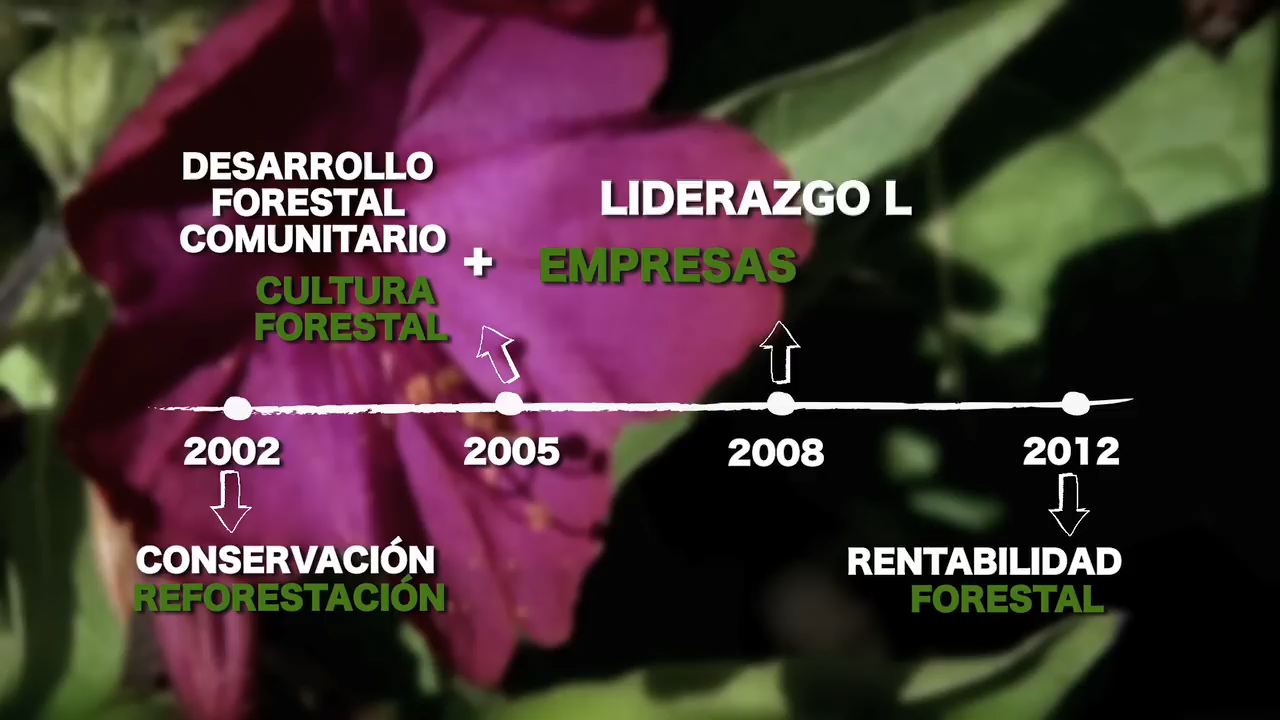 DESARROLLO
FORESTAL
COMUNITARIO
CULTURA
FORESTAL
+
LIDERAZGO L
EMPRESAS
2002
2005
2008
2012
CONSERVACIÓN
REFORESTACIÓN
RENTABILIDAD
FORESTAL